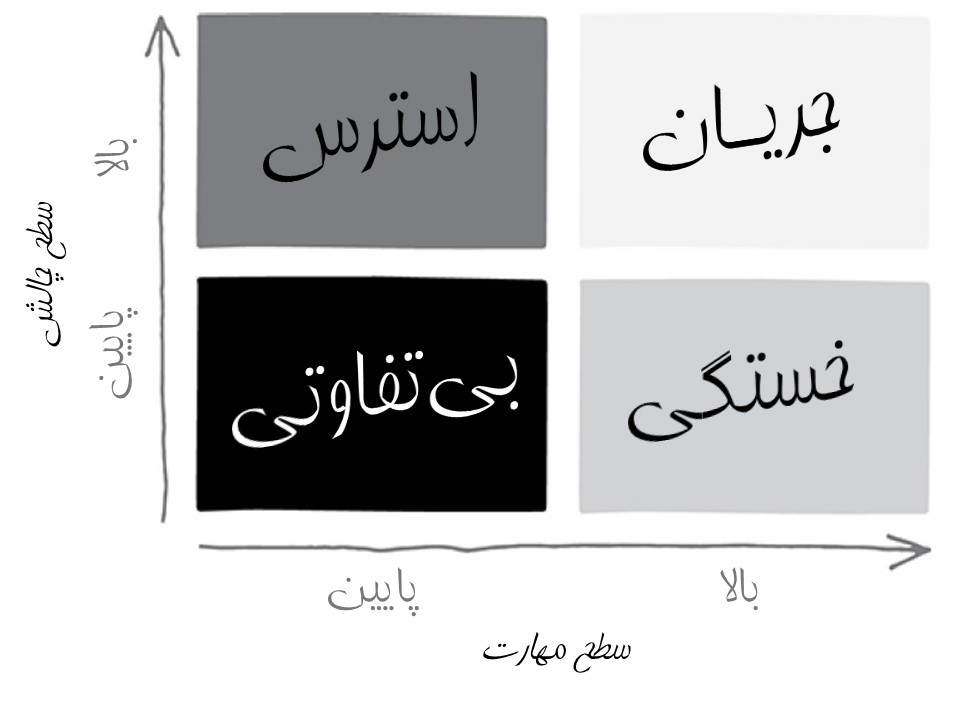 استرس
جریان
بالا
سطح چالش
پایین
بی‌تفاوتی
خستگی
پایین
بالا
سطح مهارت